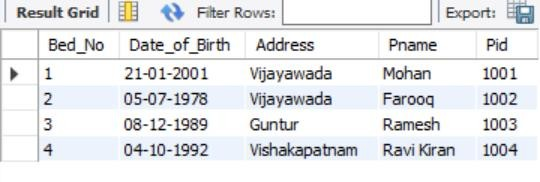 Result Grid Filter Rows: Export:
Bed_No Date_of_Birth Address Pname Pid
1 21-01-2001 Vijayawada Mohan 1001
2 05-07-1978 Vijayawada Farooq 1002
3 08-12-1989 Guntur Ramesh 1003
4 04-10-1992 Vishakapatnam Ravi Kiran 1004